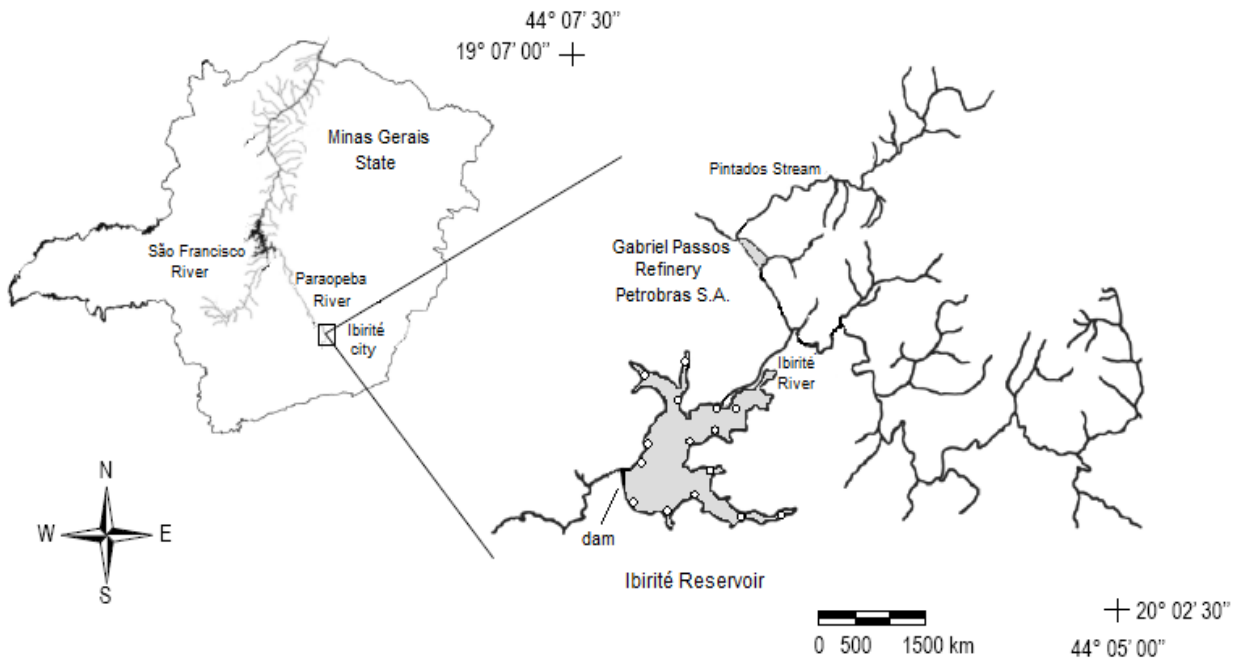 44° 07' 30"
19° 07' 00"
Minas Gerais
State
Pintados Stream
São Francisco
River
Gabriel Passos
Refinery
Petrobras S.A.
Paraopeba
River
Ibirité
city
Ibirité
River
N
W
E
S
dam
Ibirité Reservoir
0 500 1500 km
20° 02' 30"
44° 05' 00"